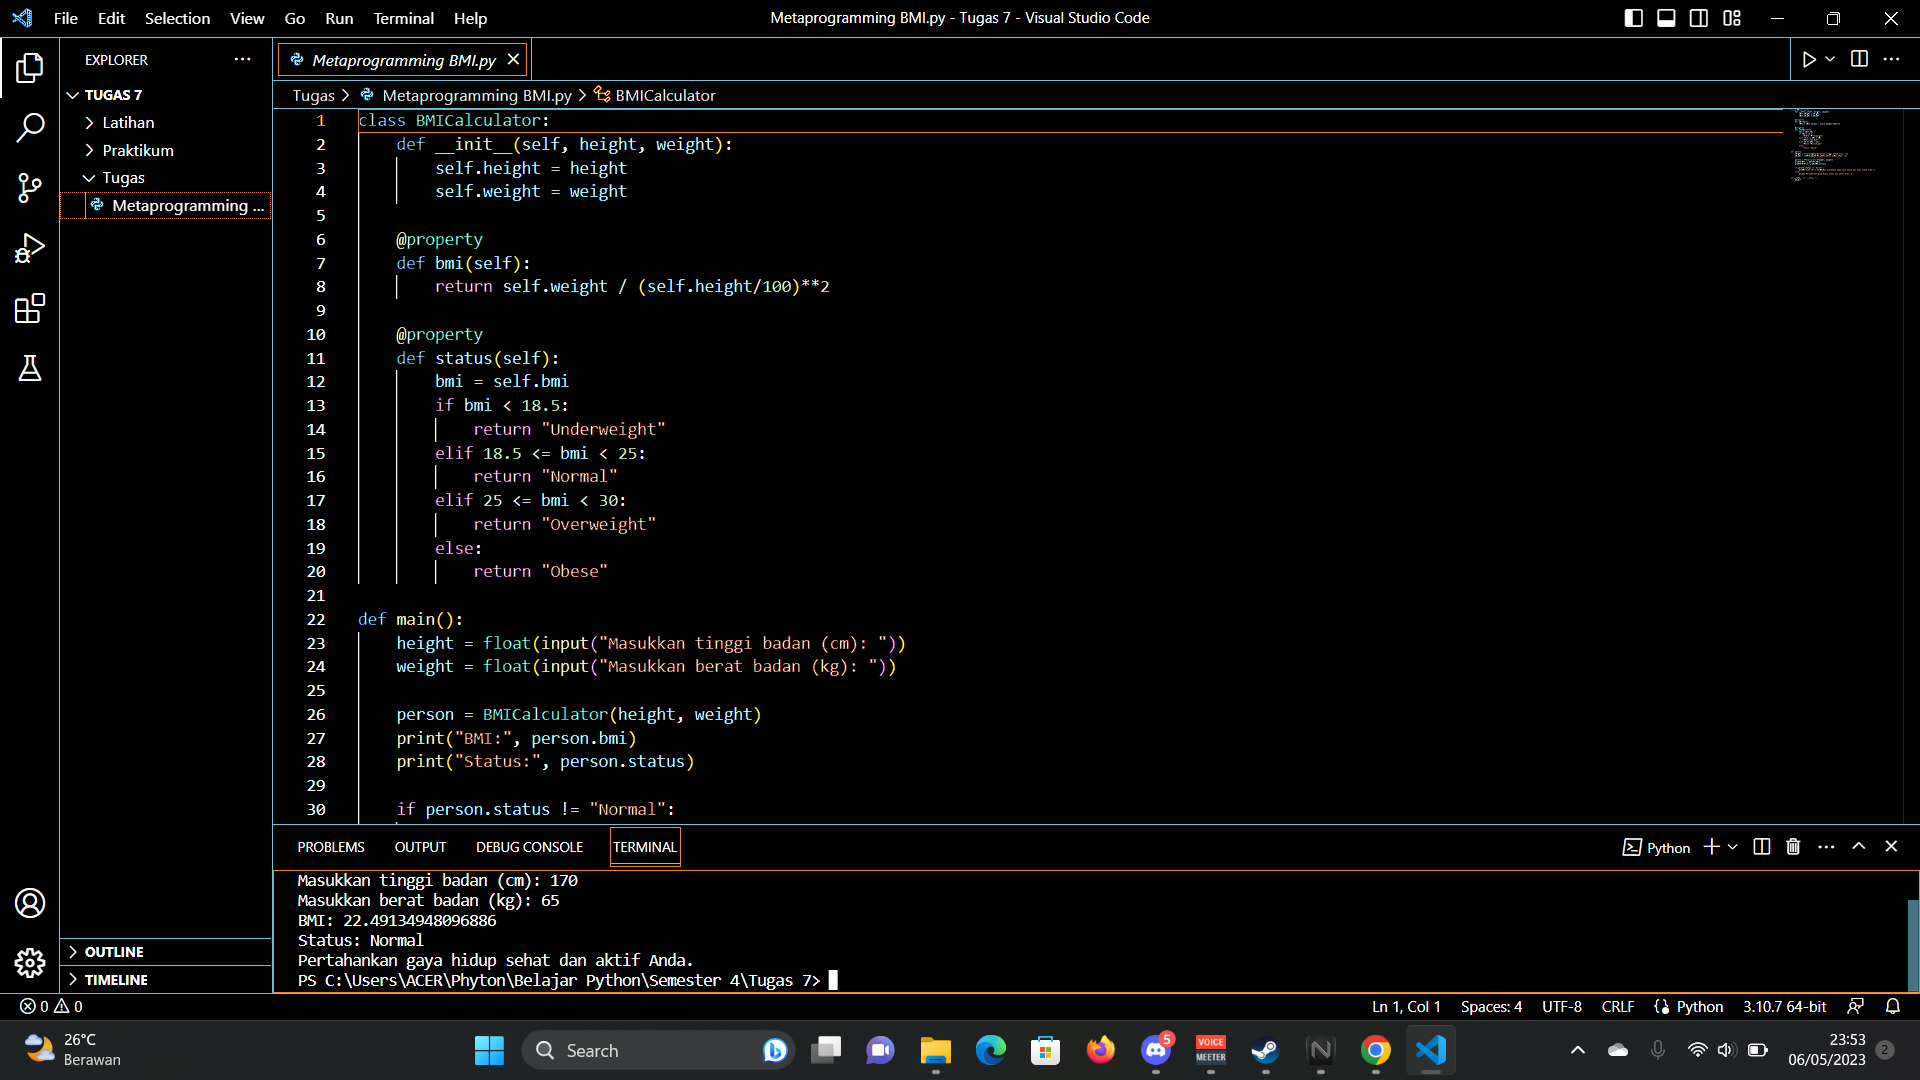 File Edit Selection View Go Run Terminal Help
Metaprogramming BMI.py - Tugas 7 - Visual Studio Code
EXPLORER
TUGAS 7
Latihan
Praktikum
Tugas
Metaprogramming ...
Metaprogramming BMI.py
Tugas > Metaprogramming BMI.py > BMICalculator
1 class BMICalculator:
2     def __init__(self, height, weight):
3         self.height = height
4         self.weight = weight
5
6     @property
7     def bmi(self):
8         return self.weight / (self.height/100)**2
9
10     @property
11     def status(self):
12         bmi = self.bmi
13         if bmi < 18.5:
14             return "Underweight"
15         elif 18.5 <= bmi < 25:
16             return "Normal"
17         elif 25 <= bmi < 30:
18             return "Overweight"
19         else:
20             return "Obese"
21
22 def main():
23     height = float(input("Masukkan tinggi badan (cm): "))
24     weight = float(input("Masukkan berat badan (kg): "))
25
26     person = BMICalculator(height, weight)
27     print("BMI:", person.bmi)
28     print("Status:", person.status)
29
30     if person.status != "Normal":
PROBLEMS OUTPUT DEBUG CONSOLE TERMINAL
Python
Masukkan tinggi badan (cm): 170
Masukkan berat badan (kg): 65
BMI: 22.49134948096886
Status: Normal
Pertahankan gaya hidup sehat dan aktif Anda.
PS C:\Users\ACER\Phyton\Belajar Python\Semester 4\Tugas 7>
OUTLINE
TIMELINE
0 0
Ln 1, Col 1 Spaces: 4 UTF-8 CRLF Python 3.10.7 64-bit
26°C
Berawan
Search
5
VOICE
MEETER
23:53
06/05/2023
2